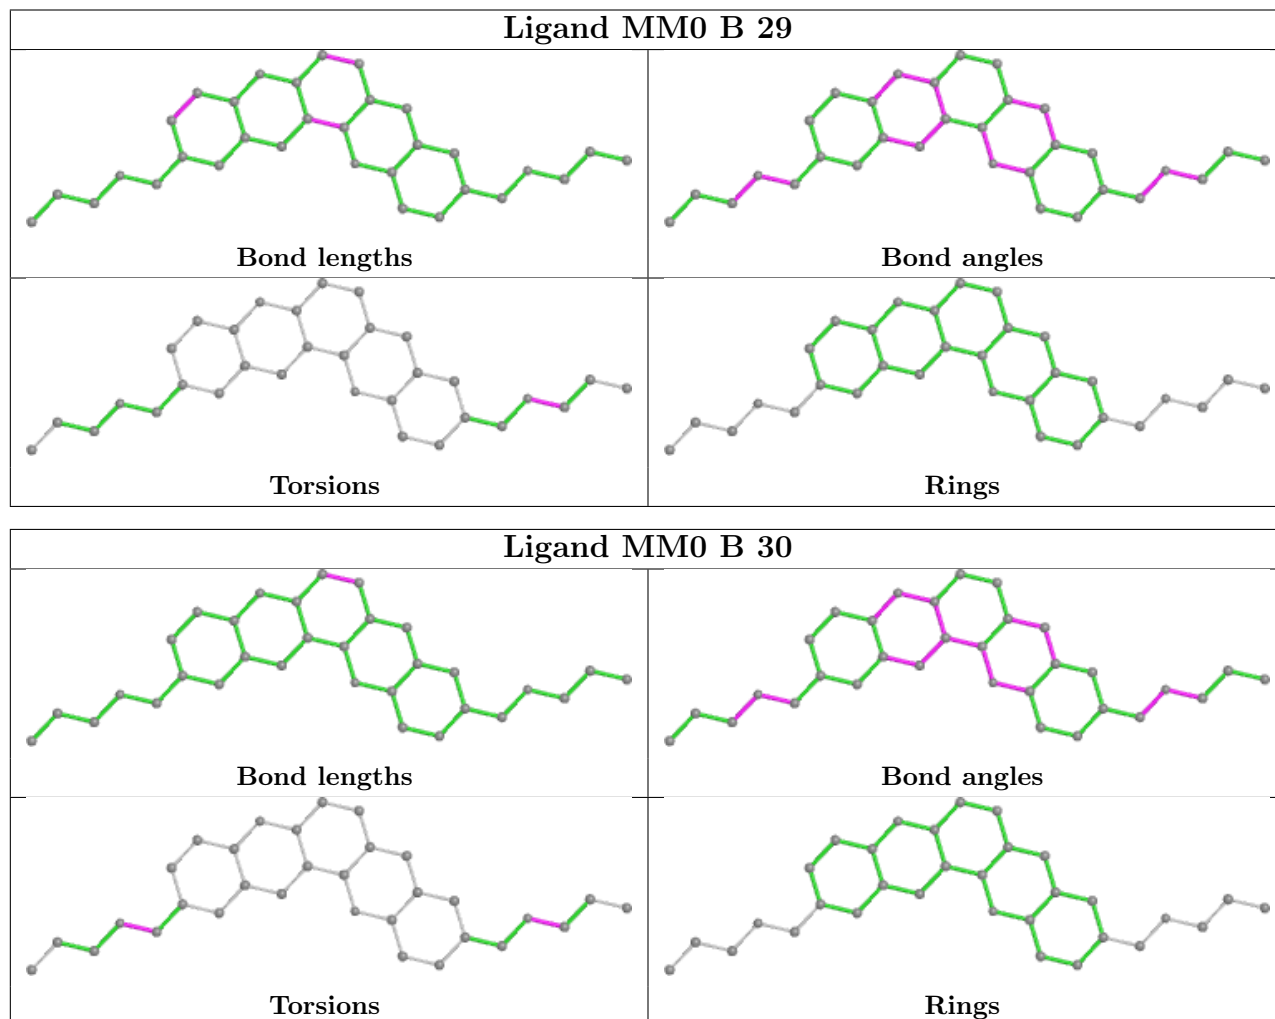 Ligand MM0 B 29
Bond lengths
Bond angles
Torsions
Rings
Ligand MM0 B 30
Bond lengths
Bond angles
Torsions
Rings